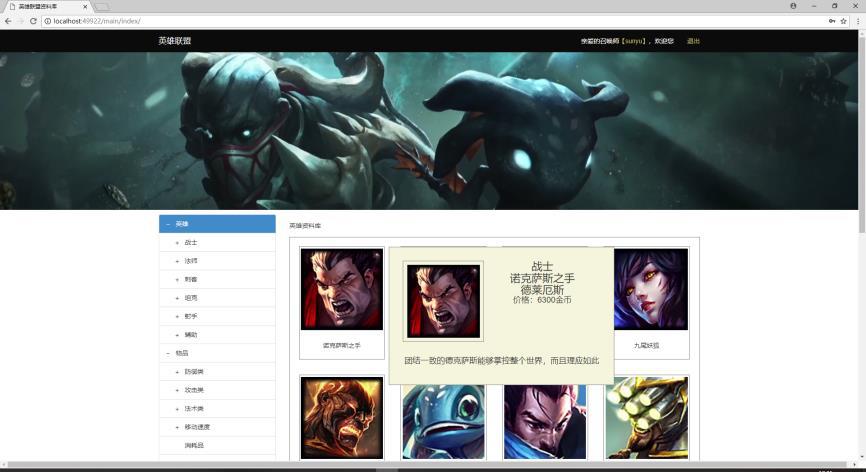 英雄联盟资料库
localhost:49922/main/index/
英雄联盟
亲爱的召唤师【sunyu】，欢迎您 退出
− 英雄
+ 战士
+ 法师
+ 刺客
+ 坦克
+ 射手
+ 辅助
− 物品
+ 防御类
+ 攻击类
+ 法术类
+ 移动速度
消耗品
英雄资料库
诺克萨斯之手
战士
诺克萨斯之手
德莱厄斯
价格：6300金币
团结一致的德克萨斯能够掌控整个世界，而且理应如此
九尾妖狐